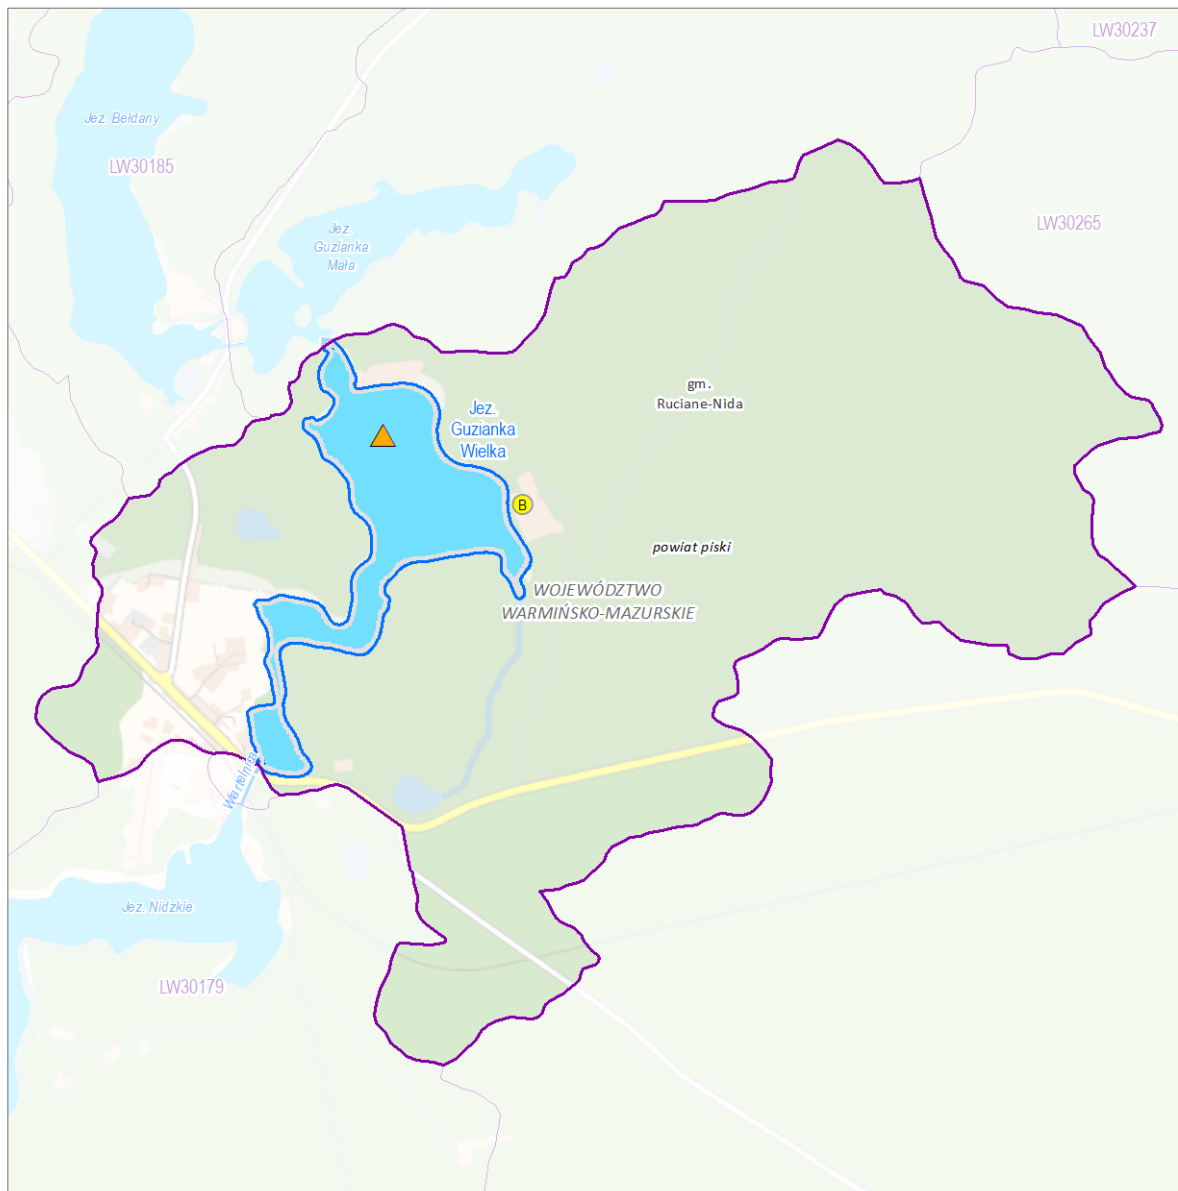 LW30237
Jez. Bełdany
LW30185
LW30265
Jez.
Guzianka
Mała
gm.
Ruciane-Nida
Jez.
Guzianka
Wielka
B
powiat piski
WOJEWÓDZTWO
WARMIŃSKO-MAZURSKIE
Wartelnica
Jez. Nidzkie
LW30179